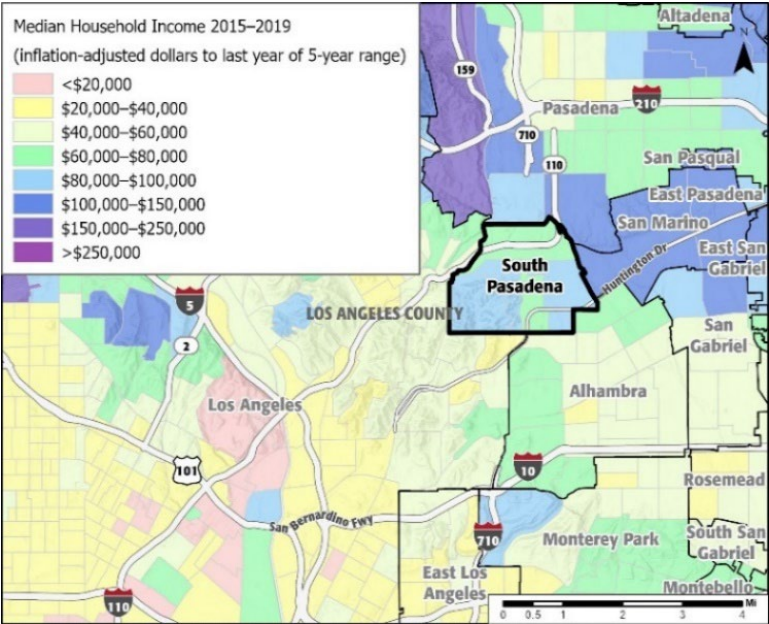 Median Household Income 2015–2019
(inflation-adjusted dollars to last year of 5-year range)
<$20,000
$20,000–$40,000
$40,000–$60,000
$60,000–$80,000
$80,000–$100,000
$100,000–$150,000
$150,000–$250,000
>$250,000
Altadena
N
159
Pasadena
210
710
110
San Pasqual
East Pasadena
San Marino
East San
Gabriel
Huntington Dr
South
Pasadena
5
LOS ANGELES COUNTY
2
San
Gabriel
Alhambra
Los Angeles
101
10
Rosemead
San Bernardino Fwy
710
Monterey Park
South San
Gabriel
East Los
Angeles
Montebello
110
Mi
0 0.5 1 2 3 4